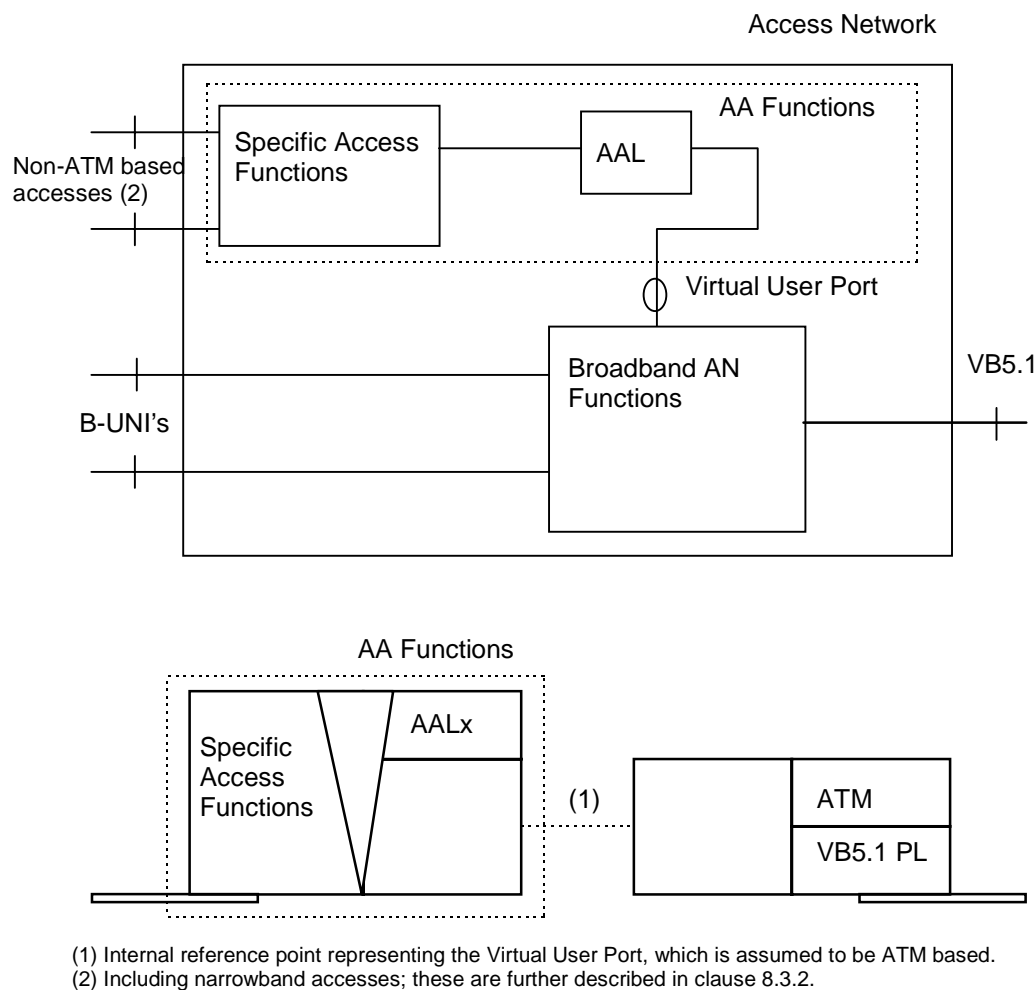 Access Network
AA Functions
Specific Access
Functions
AAL
Non-ATM based
accesses (2)
Virtual User Port
Broadband AN
Functions
VB5.1
B-UNI's
AA Functions
Specific
Access
Functions
AALx
(1)
ATM
VB5.1 PL
(1) Internal reference point representing the Virtual User Port, which is assumed to be ATM based.
(2) Including narrowband accesses; these are further described in clause 8.3.2.